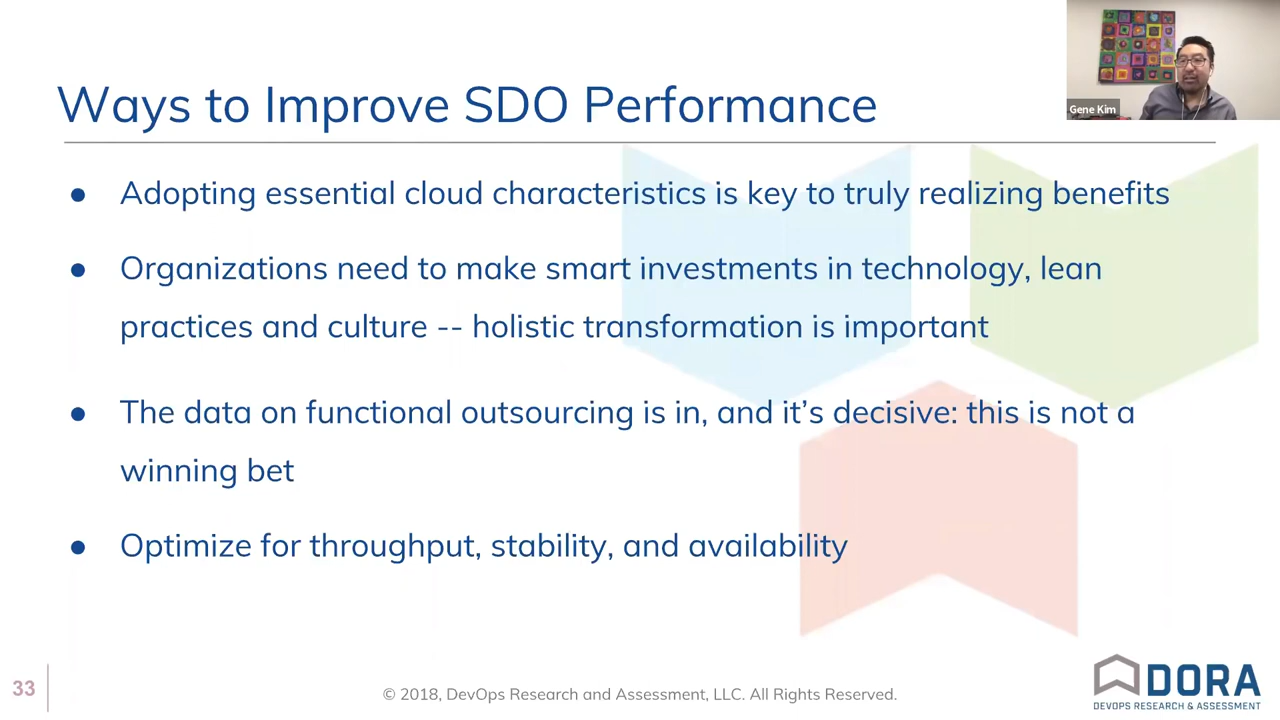 Ways to Improve SDO Performance
Gene Kim
● Adopting essential cloud characteristics is key to truly realizing benefits
● Organizations need to make smart investments in technology, lean
practices and culture -- holistic transformation is important
● The data on functional outsourcing is in, and it’s decisive: this is not a
winning bet
● Optimize for throughput, stability, and availability
33
© 2018, DevOps Research and Assessment, LLC. All Rights Reserved.
DORA
DEVOPS RESEARCH & ASSESSMENT